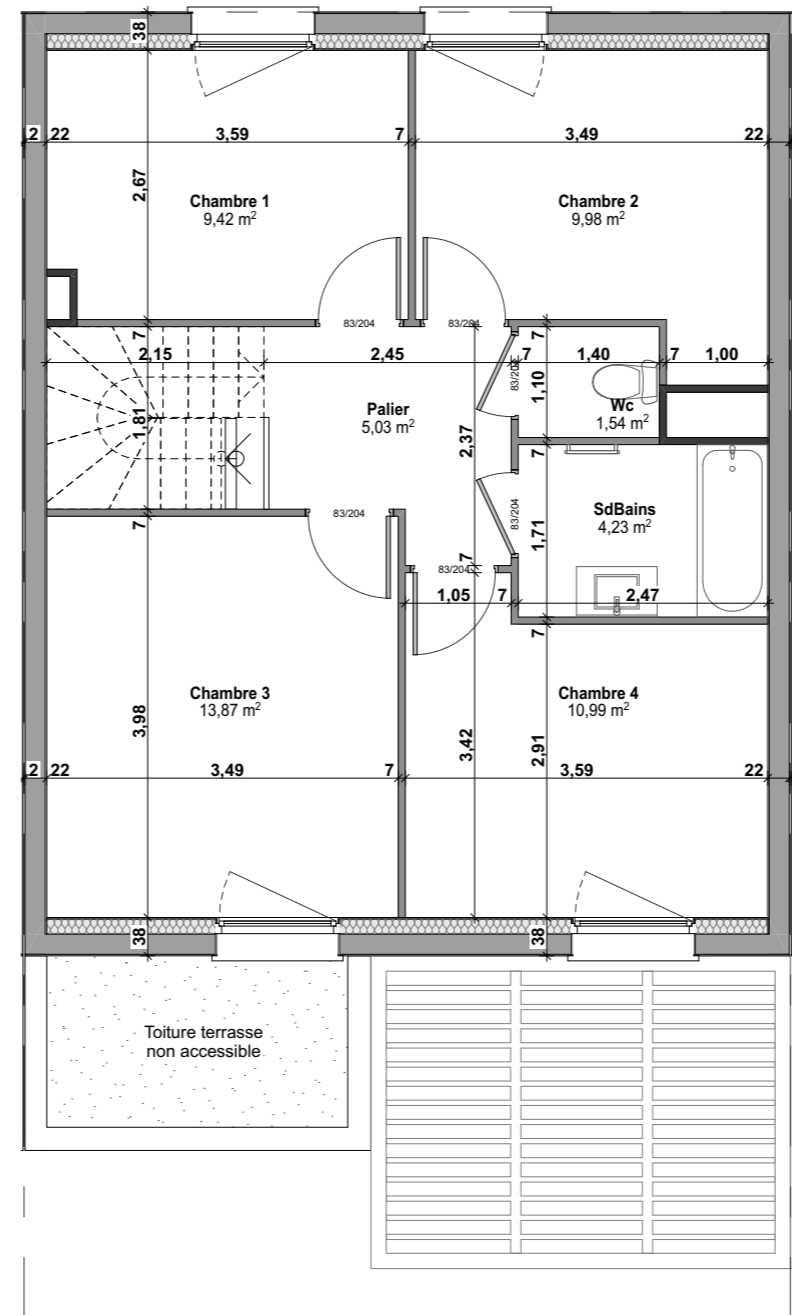 38
2 22 3,59 7 3,49 22
2,67
Chambre 1
9,42 m²
Chambre 2
9,98 m²
83/204 83/204
7
2,15 2,45 7 1,40 7 1,00
7
83/204
1,10
Wc
1,54 m²
Palier
5,03 m²
1,81
2,37
7
SdBains
4,23 m²
83/204
1,71
83/204
7
7
83/204
1,05 7 2,47
7
Chambre 3
13,87 m²
Chambre 4
10,99 m²
3,98
3,42
2,91
2 22 3,49 7 3,59 22
38
38
Toiture terrasse
non accessible